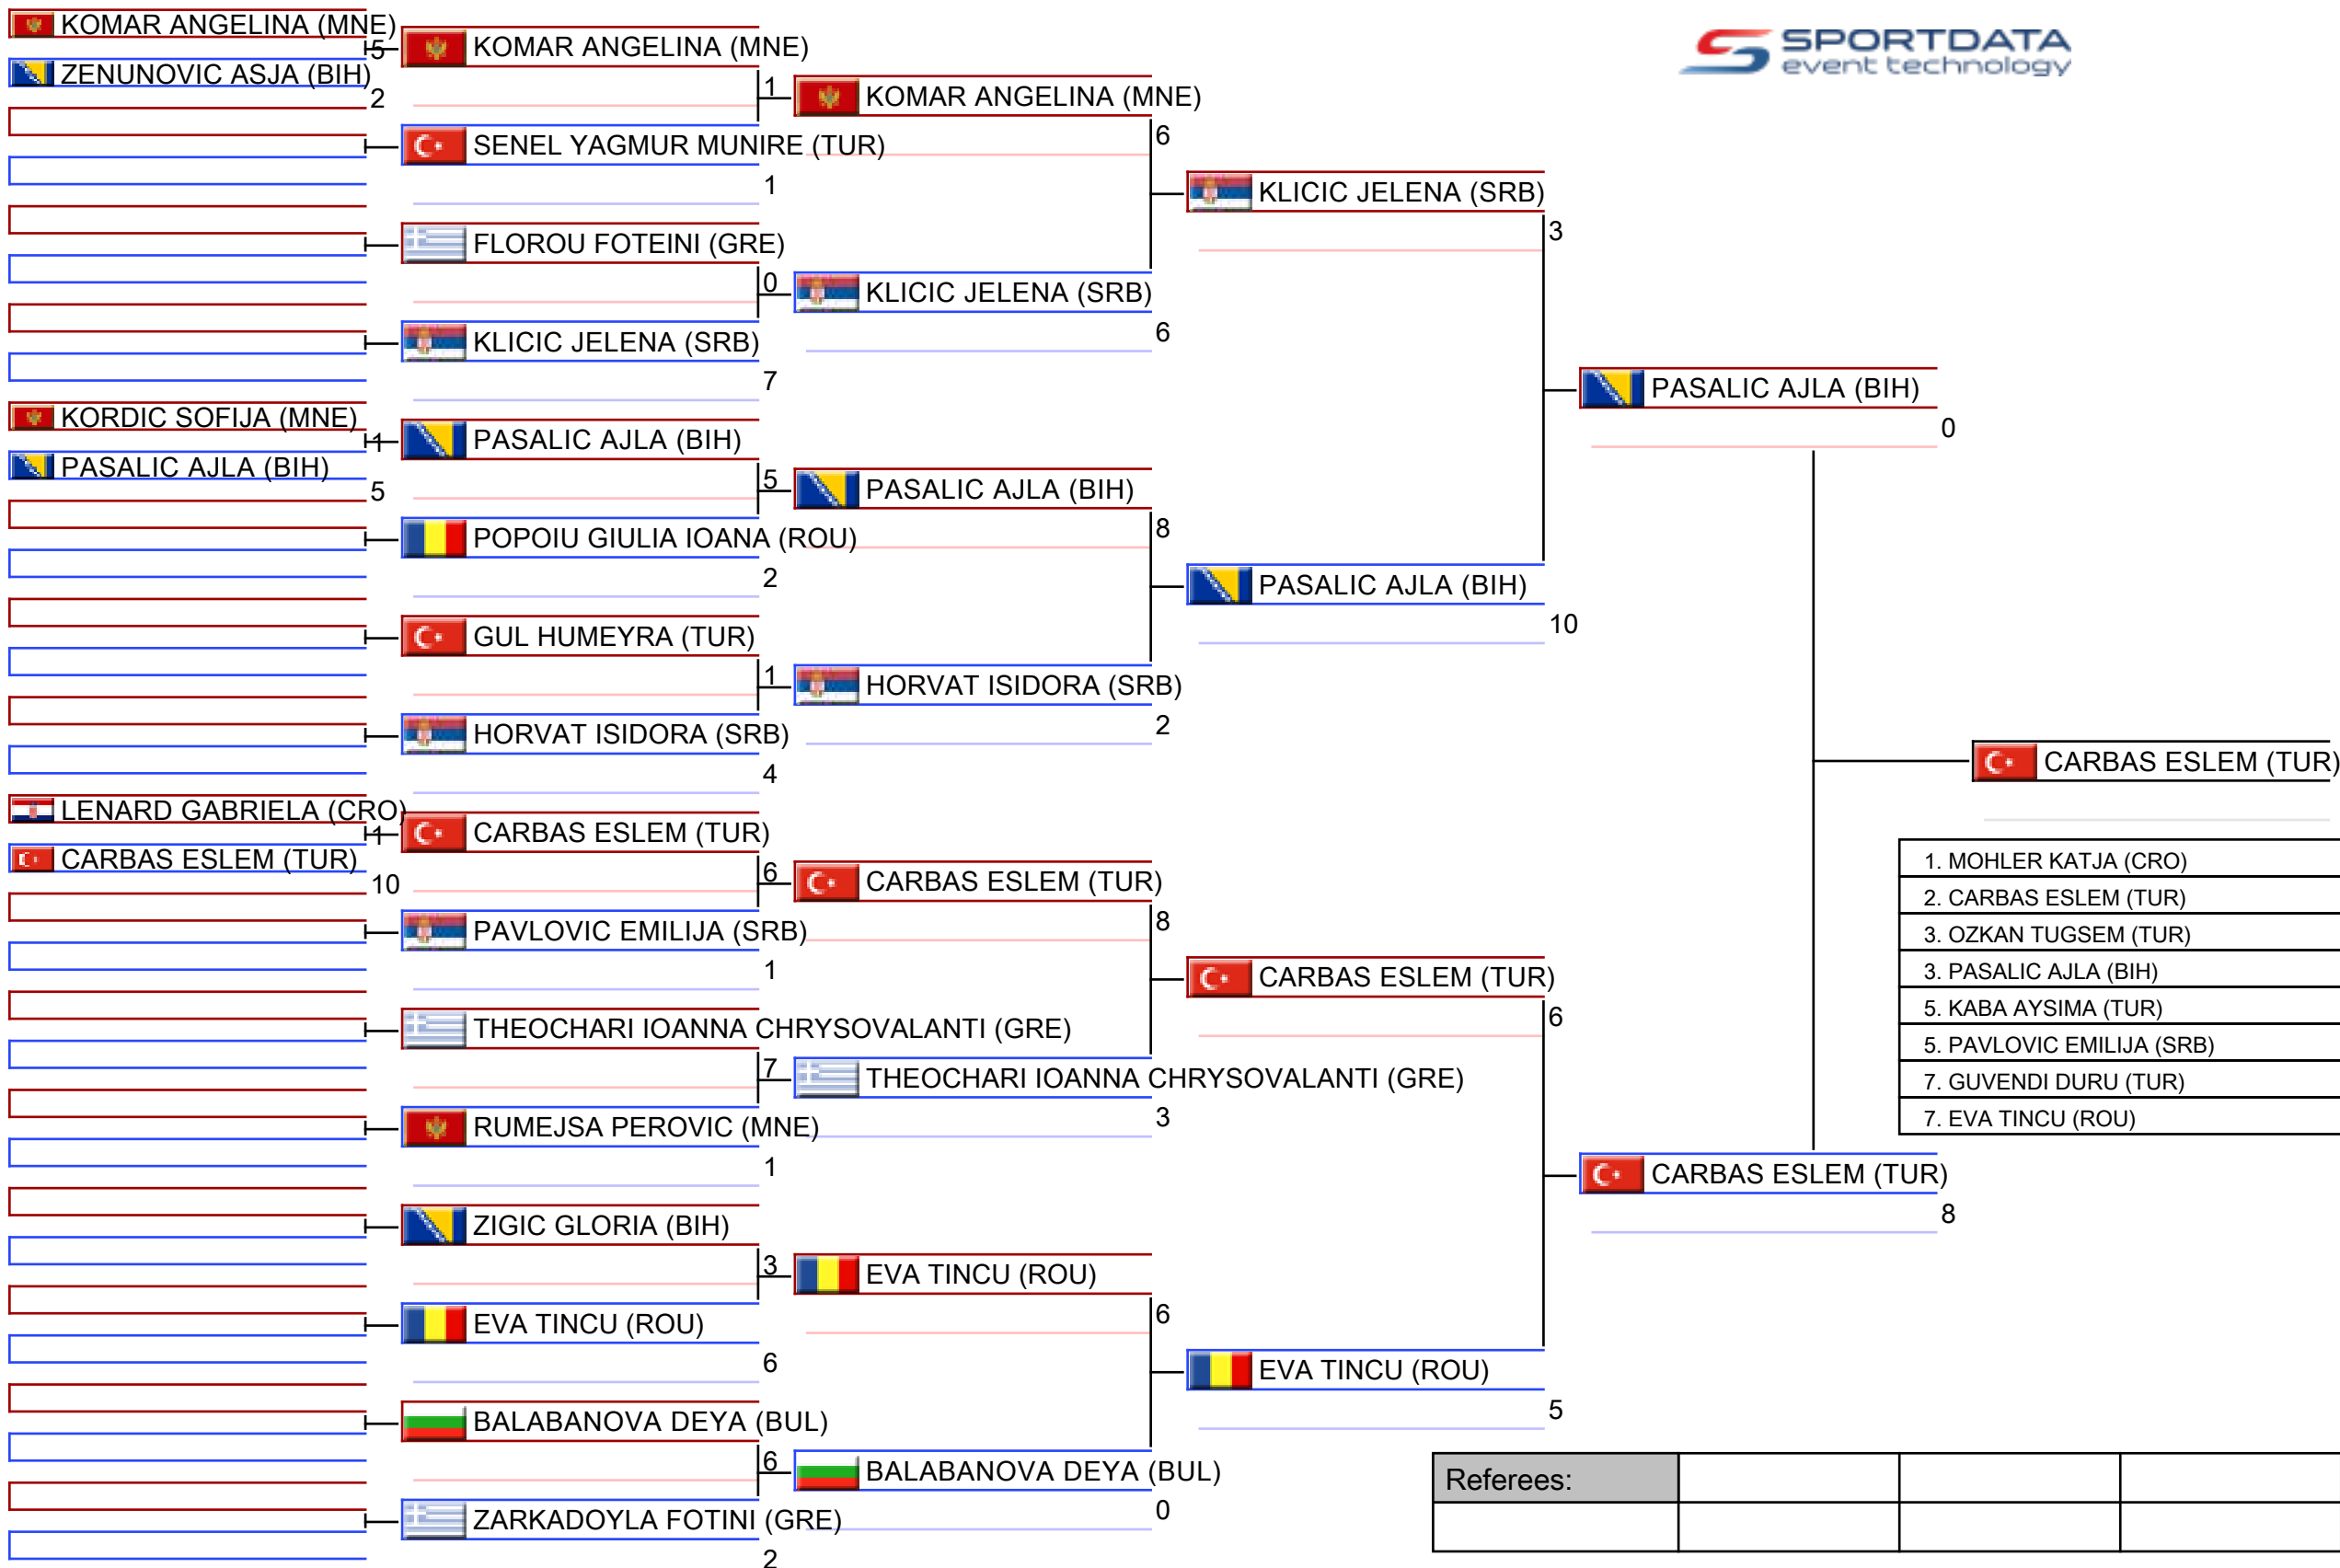 KOMAR ANGELINA (MNE)
5
ZENUNOVIC ASJA (BIH)
2
KORDIC SOFIJA (MNE)
1
PASALIC AJLA (BIH)
5
LENARD GABRIELA (CRO)
1
CARBAS ESLEM (TUR)
10
KOMAR ANGELINA (MNE)
1
SENEL YAGMUR MUNIRE (TUR)
1
FLOROU FOTEINI (GRE)
0
KLICIC JELENA (SRB)
7
PASALIC AJLA (BIH)
5
POPOIU GIULIA IOANA (ROU)
2
GUL HUMEYRA (TUR)
1
HORVAT ISIDORA (SRB)
4
CARBAS ESLEM (TUR)
6
PAVLOVIC EMILIJA (SRB)
1
THEOCHARI IOANNA CHRYSOVALANTI (GRE)
7
RUMEJSA PEROVIC (MNE)
1
ZIGIC GLORIA (BIH)
3
EVA TINCU (ROU)
6
BALABANOVA DEYA (BUL)
6
ZARKADOYLA FOTINI (GRE)
2
KOMAR ANGELINA (MNE)
6
KLICIC JELENA (SRB)
6
PASALIC AJLA (BIH)
8
HORVAT ISIDORA (SRB)
2
CARBAS ESLEM (TUR)
8
THEOCHARI IOANNA CHRYSOVALANTI (GRE)
3
EVA TINCU (ROU)
6
BALABANOVA DEYA (BUL)
0
KLICIC JELENA (SRB)
3
PASALIC AJLA (BIH)
10
CARBAS ESLEM (TUR)
6
EVA TINCU (ROU)
5
PASALIC AJLA (BIH)
0
CARBAS ESLEM (TUR)
8
SPORTDATA
event technology
CARBAS ESLEM (TUR)
1. MOHLER KATJA (CRO)
2. CARBAS ESLEM (TUR)
3. OZKAN TUGSEM (TUR)
3. PASALIC AJLA (BIH)
5. KABA AYSIMA (TUR)
5. PAVLOVIC EMILIJA (SRB)
7. GUVENDI DURU (TUR)
7. EVA TINCU (ROU)
Referees: